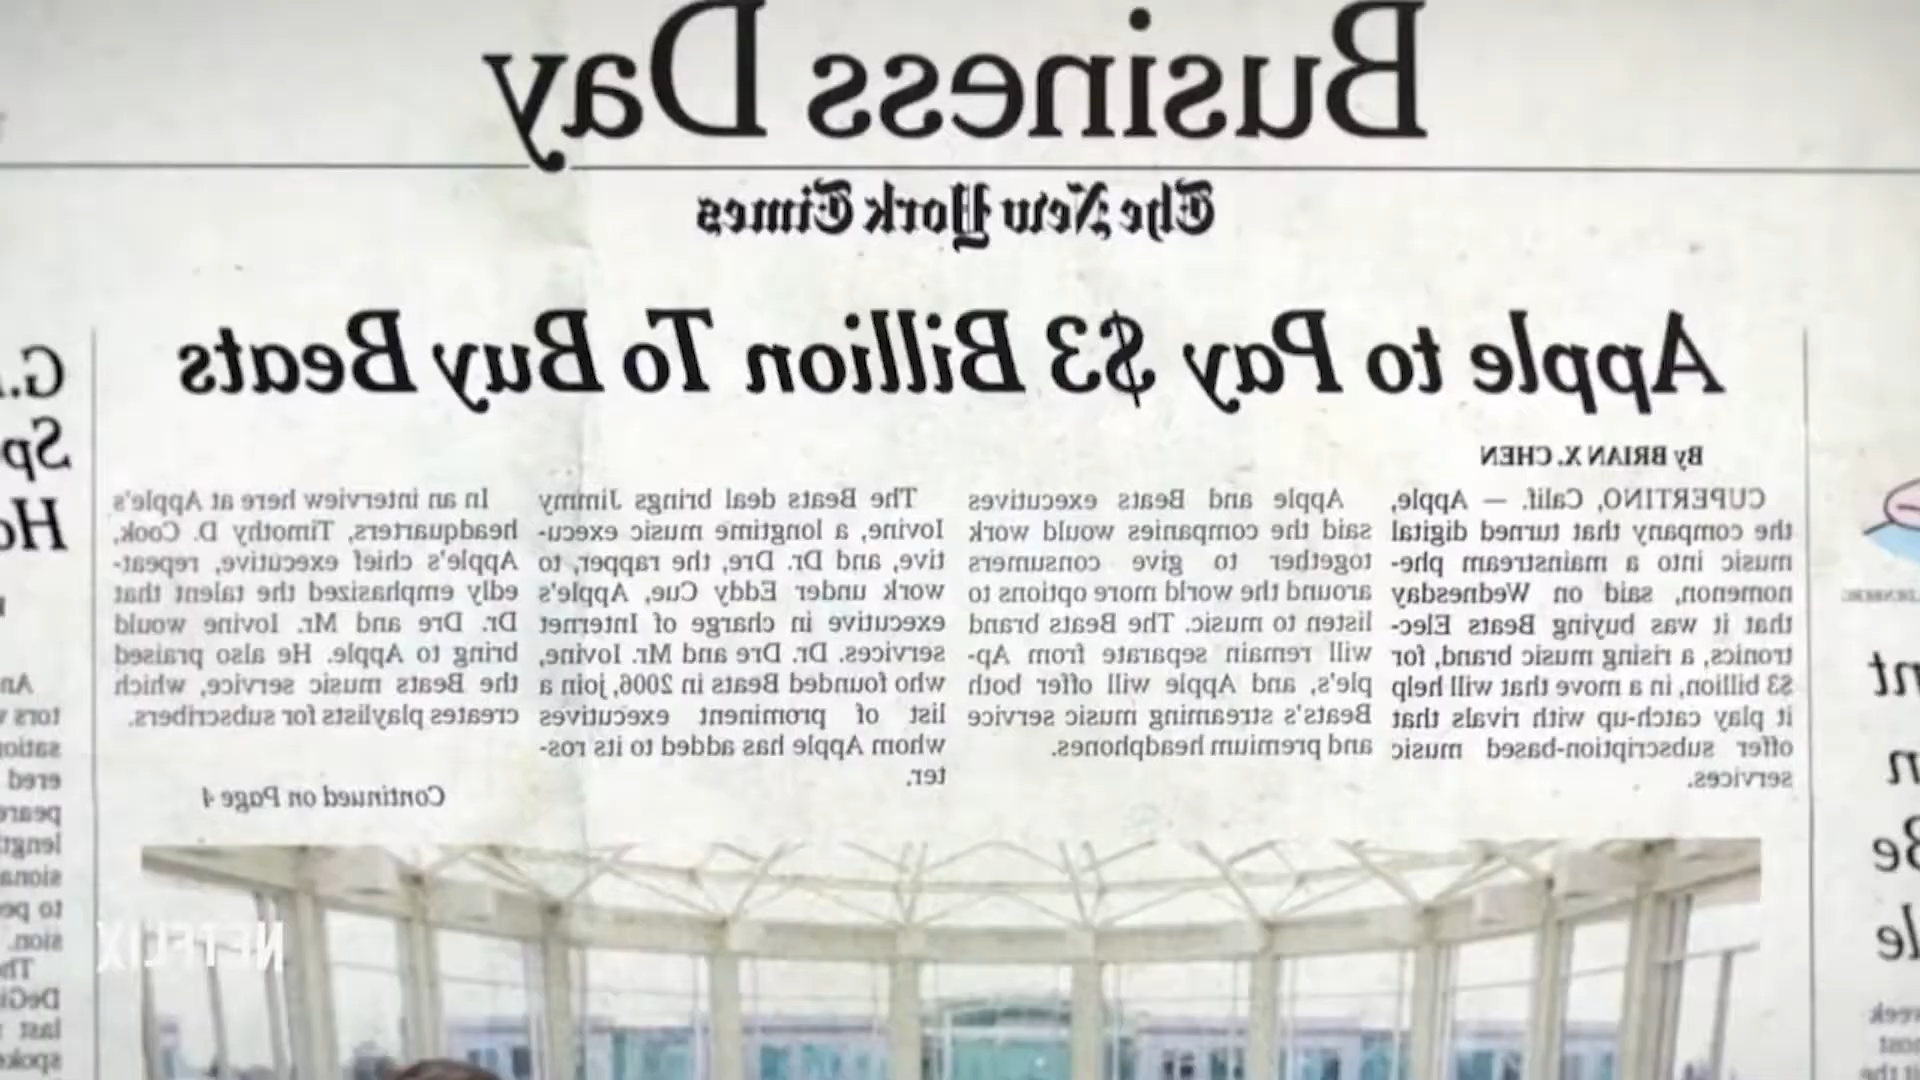 Business Day
The New York Times
Apple to Pay $3 Billion To Buy Beats
By BRIAN X. CHEN
CUPERTINO, Calif. — Apple,
the company that turned digital
music into a mainstream phe-
nomenon, said on Wednesday
that it was buying Beats Elec-
tronics, a rising music brand, for
$3 billion, in a move that will help
it play catch-up with rivals that
offer subscription-based music
services.
Apple and Beats executives
said the companies would work
together to give consumers
around the world more options to
listen to music. The Beats brand
will remain separate from Ap-
ple's, and Apple will offer both
Beats's streaming music service
and premium headphones.
The Beats deal brings Jimmy
Iovine, a longtime music execu-
tive, and Dr. Dre, the rapper, to
work under Eddy Cue, Apple's
executive in charge of Internet
services. Dr. Dre and Mr. Iovine,
who founded Beats in 2006, join a
list of prominent executives
whom Apple has added to its ros-
ter.
In an interview here at Apple's
headquarters, Timothy D. Cook,
Apple's chief executive, repeat-
edly emphasized the talent that
Dr. Dre and Mr. Iovine would
bring to Apple. He also praised
the Beats music service, which
creates playlists for subscribers.
Continued on Page 4
NETFLIX